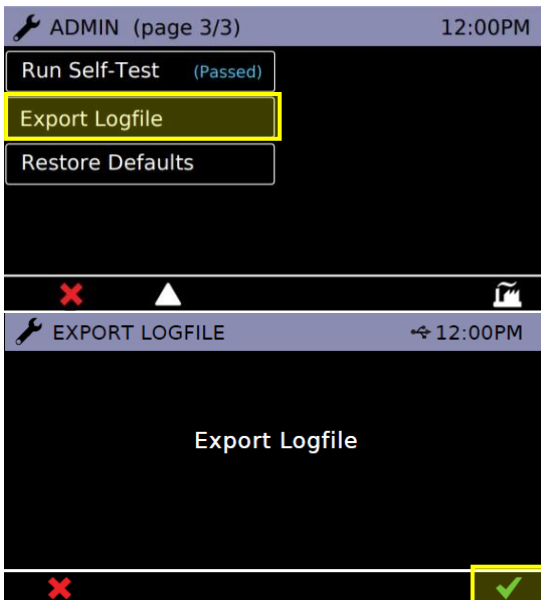 ADMIN (page 3/3) 12:00PM
Run Self-Test (Passed)
Export Logfile
Restore Defaults
EXPORT LOGFILE 12:00PM
Export Logfile